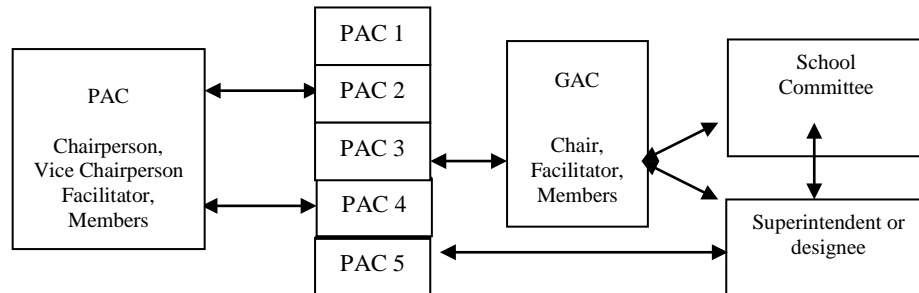 PAC
Chairperson,
Vice Chairperson
Facilitator,
Members
PAC 1
PAC 2
PAC 3
PAC 4
PAC 5
GAC
Chair,
Facilitator,
Members
School
Committee
Superintendent or
designee